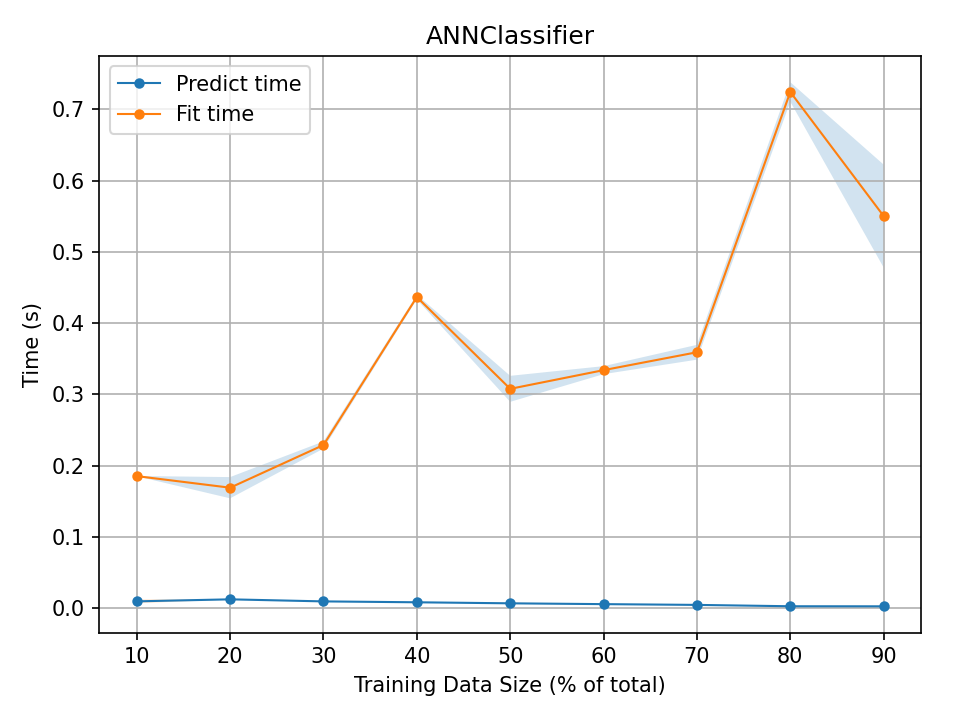 ANNClassifier
Predict time
Fit time
Time (s)
0.7
0.6
0.5
0.4
0.3
0.2
0.1
0.0
10 20 30 40 50 60 70 80 90
Training Data Size (% of total)